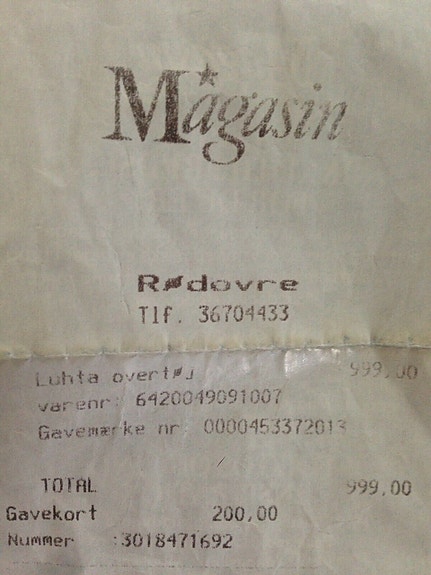 Magasin
Rødovre
Tlf. 36704433
Luhta overtøj 999,00
varenr: 6420049091007
Gavemærke nr 0000453372013
TOTAL 999,00
Gavekort 200,00
Nummer :3018471692